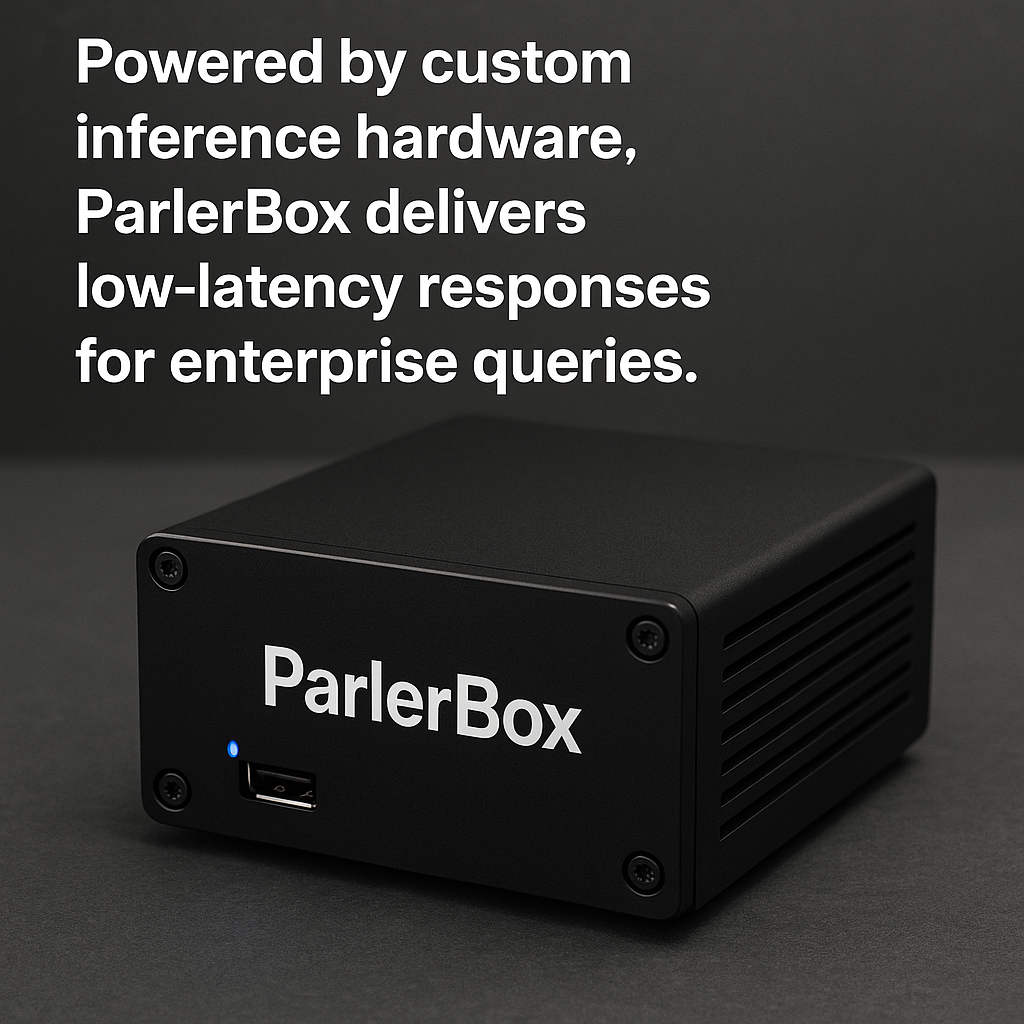 Powered by custom
inference hardware,
ParlerBox delivers
low-latency responses
for enterprise queries.
ParlerBox